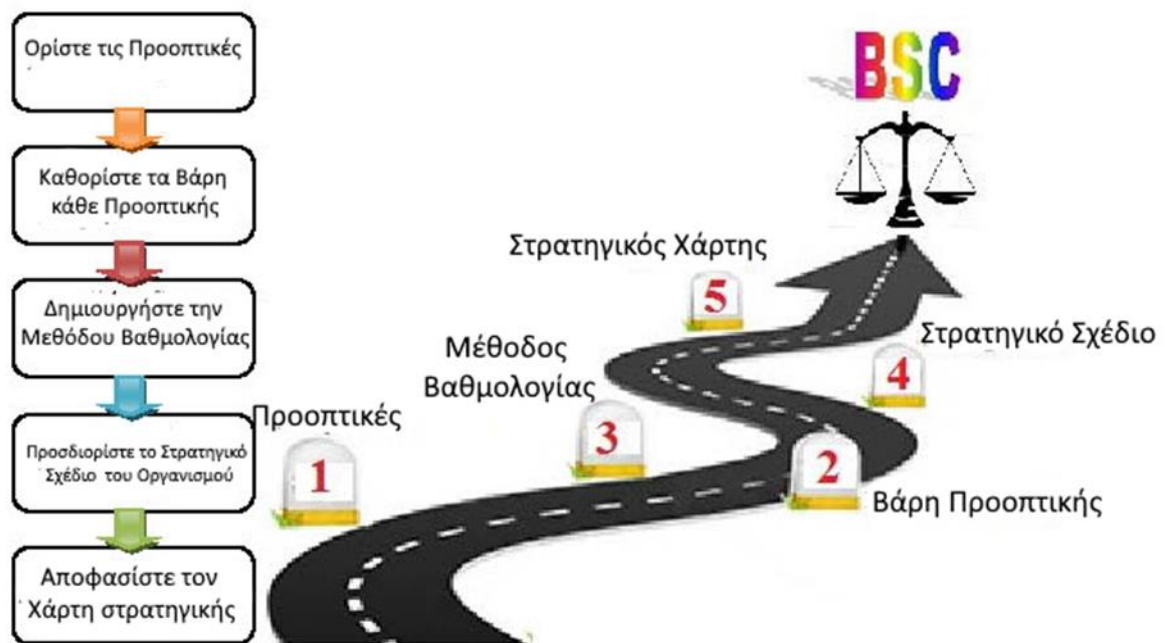 Ορίστε τις Προοπτικές
Καθορίστε τα Βάρη
κάθε Προοπτικής
Δημιουργήστε την
Μεθόδου Βαθμολογίας
Προσδιορίστε το Στρατηγικό
Σχέδιο του Οργανισμού
Αποφασίστε τον
Χάρτη στρατηγικής
BSC
Στρατηγικός Χάρτης
5
Στρατηγικό Σχέδιο
4
Μέθοδος
Βαθμολογίας
3
Προοπτικές
1
2
Βάρη Προοπτικής